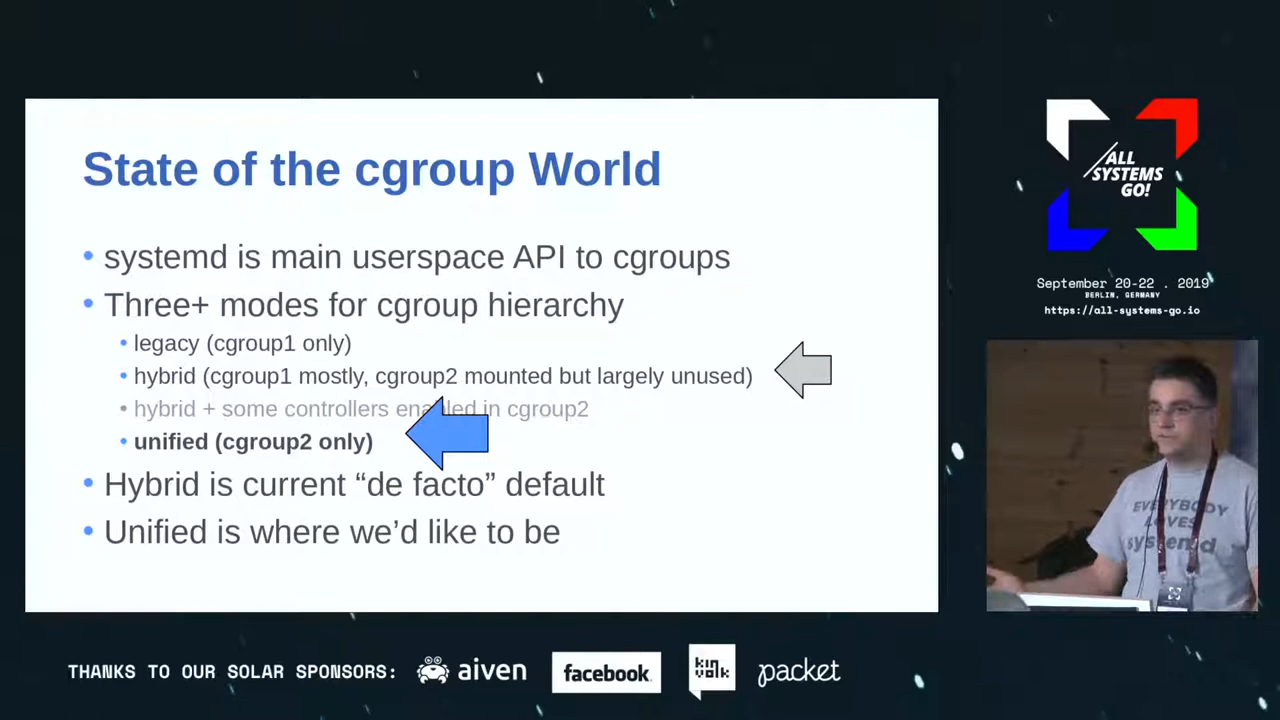 State of the cgroup World
• systemd is main userspace API to cgroups
• Three+ modes for cgroup hierarchy
• legacy (cgroup1 only)
• hybrid (cgroup1 mostly, cgroup2 mounted but largely unused)
• hybrid + some controllers enabled in cgroup2
• unified (cgroup2 only)
• Hybrid is current “de facto” default
• Unified is where we’d like to be
ALL
SYSTEMS
GO!
September 20-22 . 2019
BERLIN, GERMANY
https://all-systems-go.io
EVERYBODY
LOVES
systemd
THANKS TO OUR SOLAR SPONSORS:
aiven
facebook
kinvolk
packet